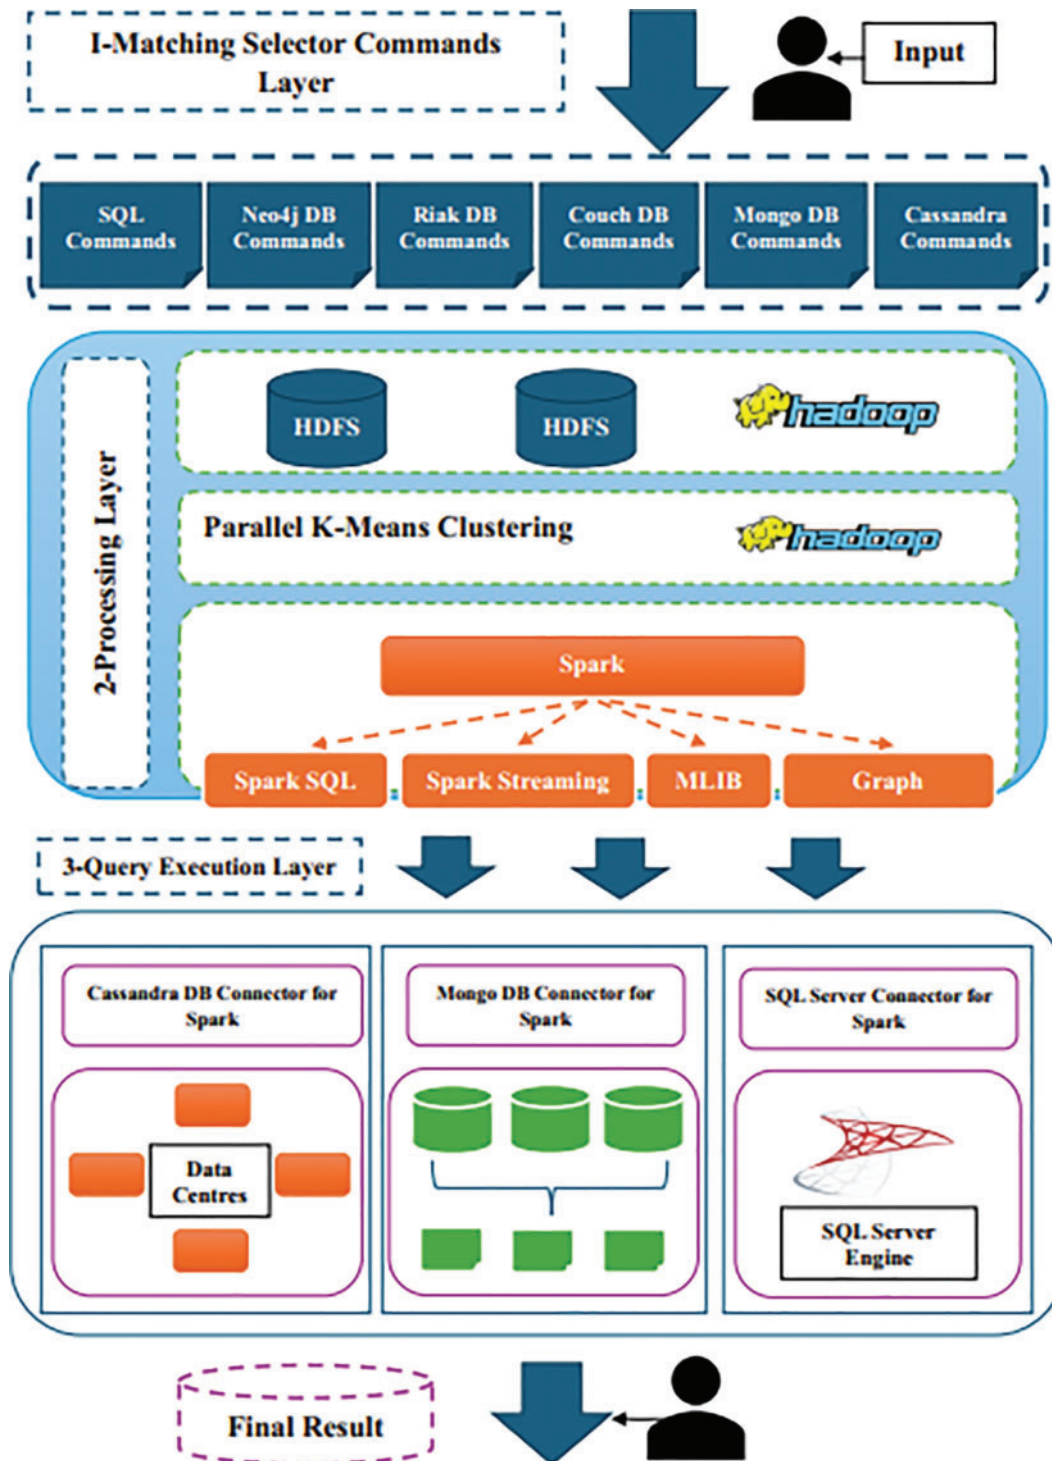 I-Matching Selector Commands
Layer
Input
SQL
Commands
Neo4j DB
Commands
Riak DB
Commands
Couch DB
Commands
Mongo DB
Commands
Cassandra
Commands
2-Processing Layer
HDFS
HDFS
hadoop
Parallel K-Means Clustering
hadoop
Spark
Spark SQL
Spark Streaming
MLIB
Graph
3-Query Execution Layer
Cassandra DB Connector for
Spark
Mongo DB Connector for
Spark
SQL Server Connector for
Spark
Data
Centres
SQL Server
Engine
Final Result